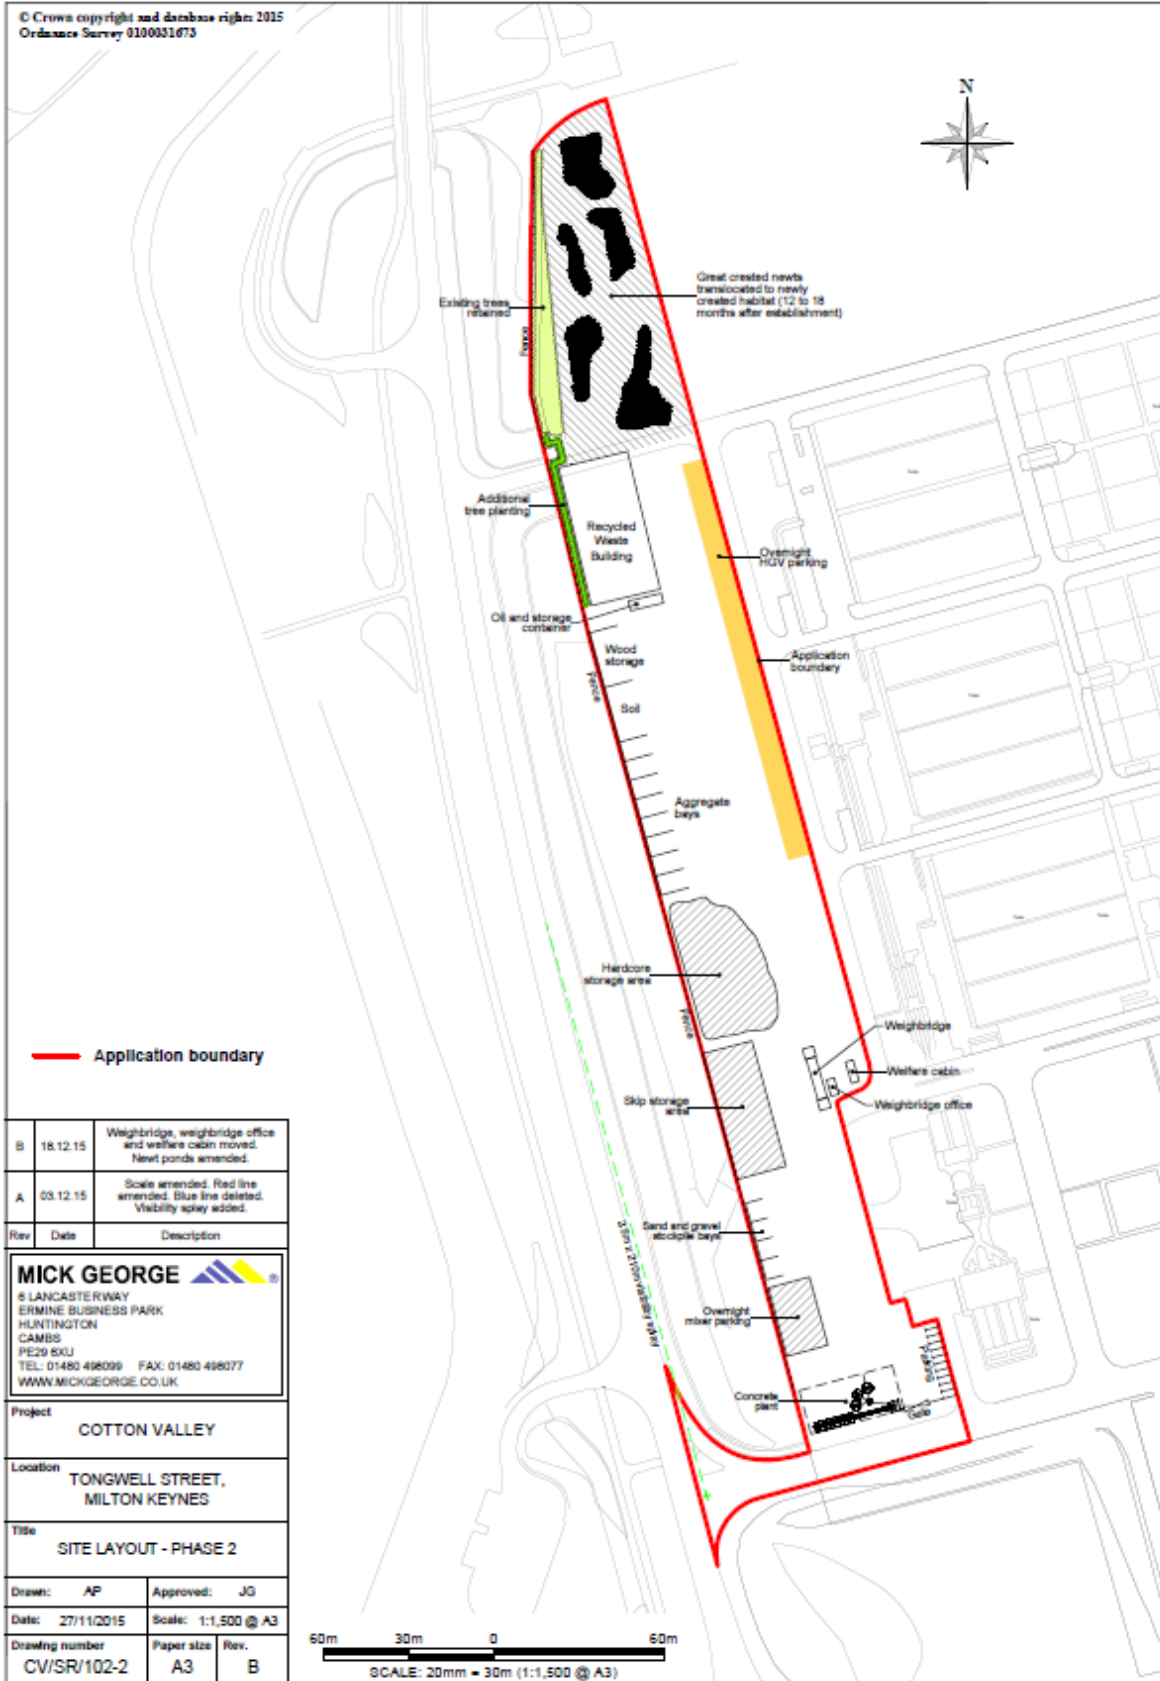 © Crown copyright and database rights 2015
Ordnance Survey 0100031673
N
Great crested newts
translocated to newly
created habitat (12 to 18
months after establishment)
Existing trees
retained
Fence
Additional
tree planting
Recycled
Waste
Building
Overnight
HGV parking
Oil and storage
container
Wood
storage
Application
boundary
Fence
Soil
Aggregate
bays
Hardcore
storage area
Fence
Weighbridge
Welfare cabin
Weighbridge office
Skip storage
area
Sand and gravel
stockpile bays
Overnight
mixer parking
Parking
Concrete
plant
Gate
Application boundary
B 18.12.15 Weighbridge, weighbridge office
and welfare cabin moved.
Newt ponds amended.
A 03.12.15 Scale amended. Red line
amended. Blue line deleted.
Visibility splay added.
Rev Date Description
MICK GEORGE ®
6 LANCASTER WAY
ERMINE BUSINESS PARK
HUNTINGTON
CAMBS
PE29 6XU
TEL: 01480 498099 FAX: 01480 498077
WWW.MICKGEORGE.CO.UK
Project
COTTON VALLEY
Location
TONGWELL STREET,
MILTON KEYNES
Title
SITE LAYOUT - PHASE 2
Drawn: AP Approved: JG
Date: 27/11/2015 Scale: 1:1,500 @ A3
Drawing number Paper size Rev.
CV/SR/102-2 A3 B
60m 30m 0 60m
SCALE: 20mm = 30m (1:1,500 @ A3)